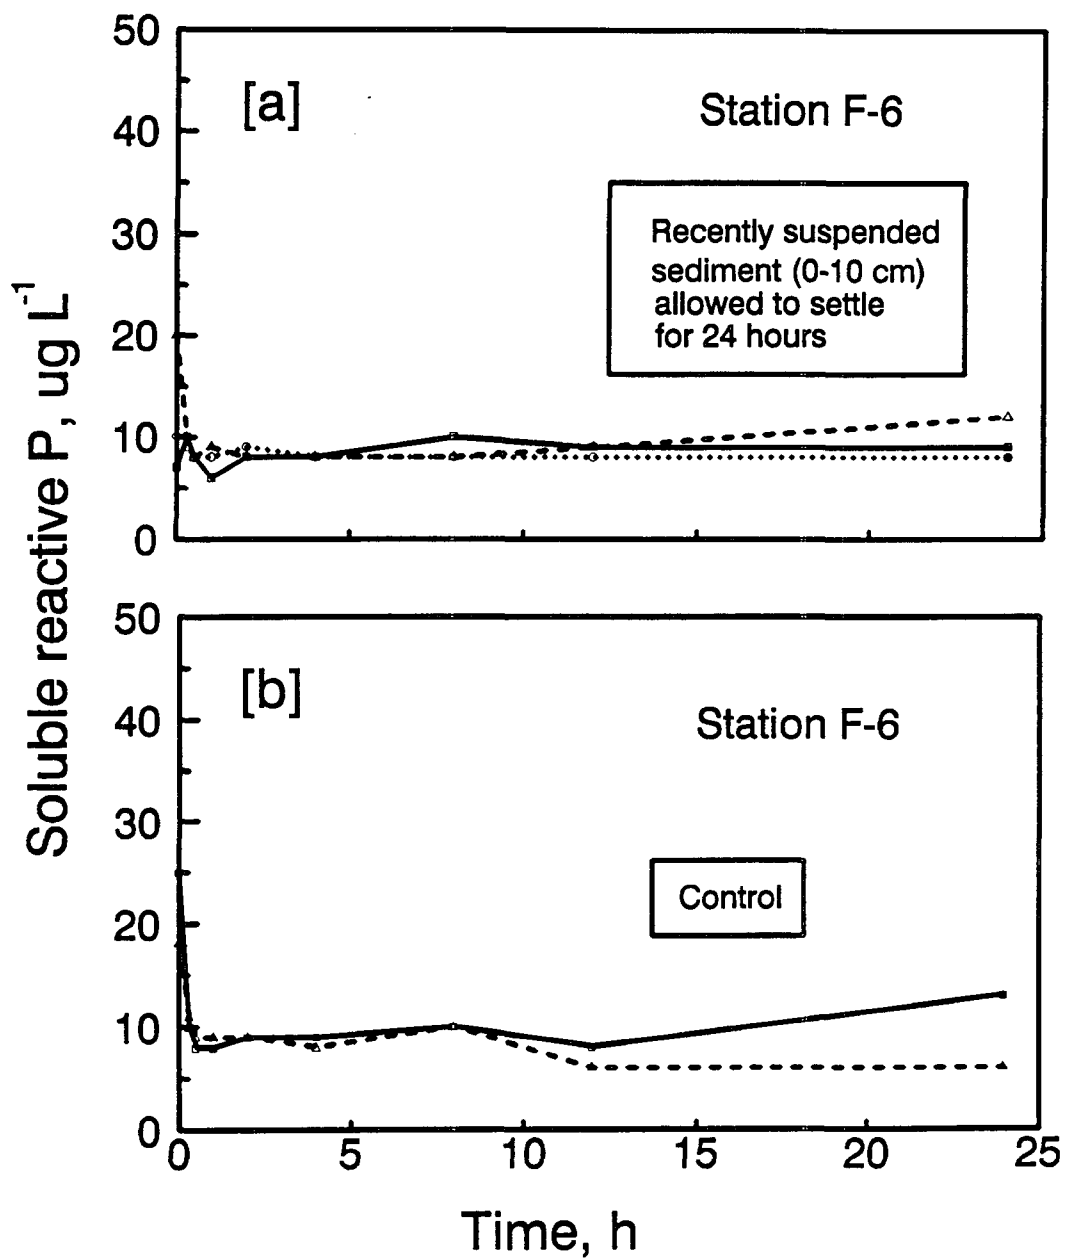 50
[a]
Station F-6
40
30
Recently suspended
sediment (0-10 cm)
allowed to settle
for 24 hours
20
10
0
Soluble reactive P, ug L-1
50
[b]
Station F-6
40
30
Control
20
10
0
0 5 10 15 20 25
Time, h